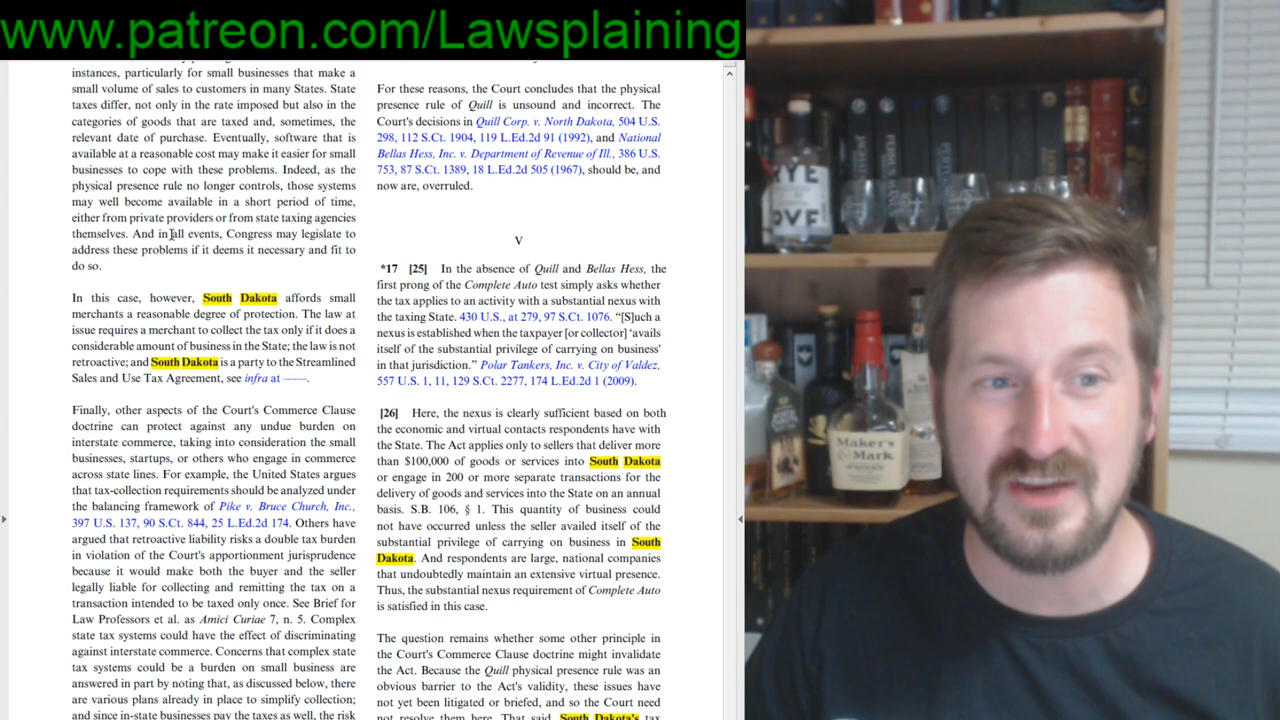 www.patreon.com/Lawsplaining
instances, particularly for small businesses that make a
small volume of sales to customers in many States. State
taxes differ, not only in the rate imposed but also in the
categories of goods that are taxed and, sometimes, the
relevant date of purchase. Eventually, software that is
available at a reasonable cost may make it easier for small
businesses to cope with these problems. Indeed, as the
physical presence rule no longer controls, those systems
may well become available in a short period of time,
either from private providers or from state taxing agencies
themselves. And in all events, Congress may legislate to
address these problems if it deems it necessary and fit to
do so.
In this case, however, South Dakota affords small
merchants a reasonable degree of protection. The law at
issue requires a merchant to collect the tax only if it does a
considerable amount of business in the State; the law is not
retroactive; and South Dakota is a party to the Streamlined
Sales and Use Tax Agreement, see infra at ——.
Finally, other aspects of the Court's Commerce Clause
doctrine can protect against any undue burden on
interstate commerce, taking into consideration the small
businesses, startups, or others who engage in commerce
across state lines. For example, the United States argues
that tax-collection requirements should be analyzed under
the balancing framework of Pike v. Bruce Church, Inc.,
397 U.S. 137, 90 S.Ct. 844, 25 L.Ed.2d 174. Others have
argued that retroactive liability risks a double tax burden
in violation of the Court's apportionment jurisprudence
because it would make both the buyer and the seller
legally liable for collecting and remitting the tax on a
transaction intended to be taxed only once. See Brief for
Law Professors et al. as Amici Curiae 7, n. 5. Complex
state tax systems could have the effect of discriminating
against interstate commerce. Concerns that complex state
tax systems could be a burden on small business are
answered in part by noting that, as discussed below, there
are various plans already in place to simplify collection;
and since in-state businesses pay the taxes as well, the risk
For these reasons, the Court concludes that the physical
presence rule of Quill is unsound and incorrect. The
Court's decisions in Quill Corp. v. North Dakota, 504 U.S.
298, 112 S.Ct. 1904, 119 L.Ed.2d 91 (1992), and National
Bellas Hess, Inc. v. Department of Revenue of Ill., 386 U.S.
753, 87 S.Ct. 1389, 18 L.Ed.2d 505 (1967), should be, and
now are, overruled.
V
*17 [25] In the absence of Quill and Bellas Hess, the
first prong of the Complete Auto test simply asks whether
the tax applies to an activity with a substantial nexus with
the taxing State. 430 U.S., at 279, 97 S.Ct. 1076. “[S]uch a
nexus is established when the taxpayer [or collector] ‘avails
itself of the substantial privilege of carrying on business’
in that jurisdiction.” Polar Tankers, Inc. v. City of Valdez,
557 U.S. 1, 11, 129 S.Ct. 2277, 174 L.Ed.2d 1 (2009).
[26] Here, the nexus is clearly sufficient based on both
the economic and virtual contacts respondents have with
the State. The Act applies only to sellers that deliver more
than $100,000 of goods or services into South Dakota
or engage in 200 or more separate transactions for the
delivery of goods and services into the State on an annual
basis. S.B. 106, § 1. This quantity of business could
not have occurred unless the seller availed itself of the
substantial privilege of carrying on business in South
Dakota. And respondents are large, national companies
that undoubtedly maintain an extensive virtual presence.
Thus, the substantial nexus requirement of Complete Auto
is satisfied in this case.
The question remains whether some other principle in
the Court's Commerce Clause doctrine might invalidate
the Act. Because the Quill physical presence rule was an
obvious barrier to the Act's validity, these issues have
not yet been litigated or briefed, and so the Court need
not resolve them here. That said, South Dakota's tax
RYE
Maker's
Mark